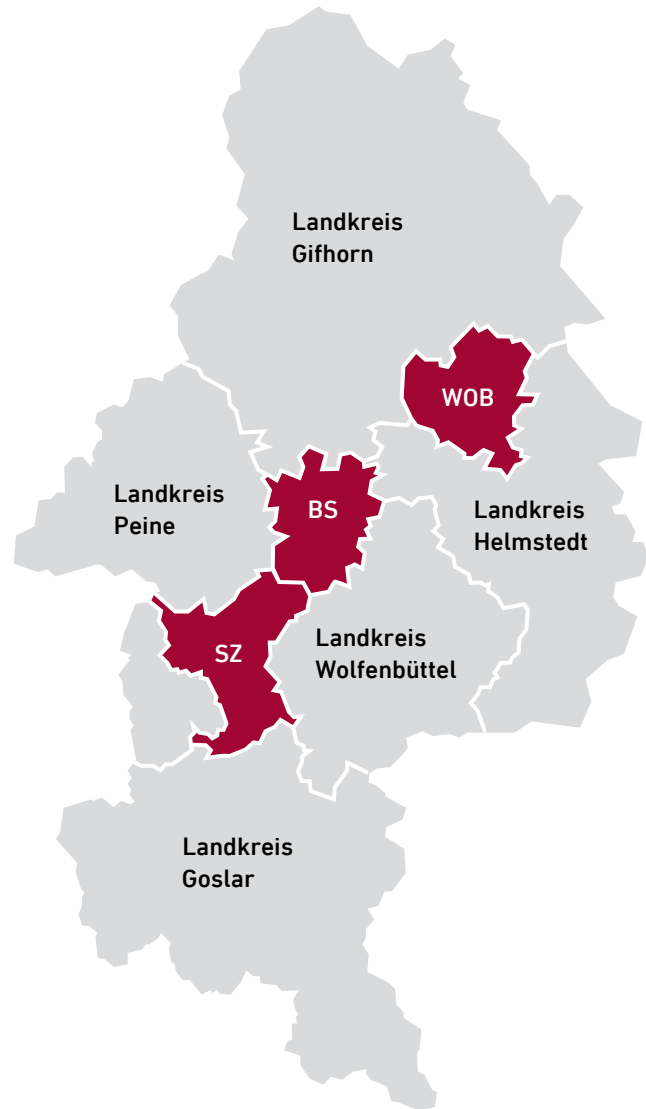 Landkreis
Gifhorn
WOB
Landkreis
Peine
BS
Landkreis
Helmstedt
SZ
Landkreis
Wolfenbüttel
Landkreis
Goslar